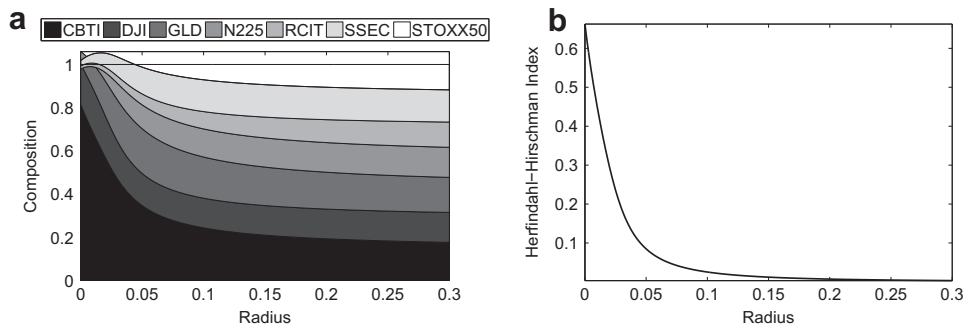 a
CBTI DJI GLD N225 RCIT SSEC STOXX50
Composition
1
0.8
0.6
0.4
0.2
0
0 0.05 0.1 0.15 0.2 0.25 0.3
Radius
b
Herfindahl−Hirschman Index
0.6
0.5
0.4
0.3
0.2
0.1
0 0.05 0.1 0.15 0.2 0.25 0.3
Radius